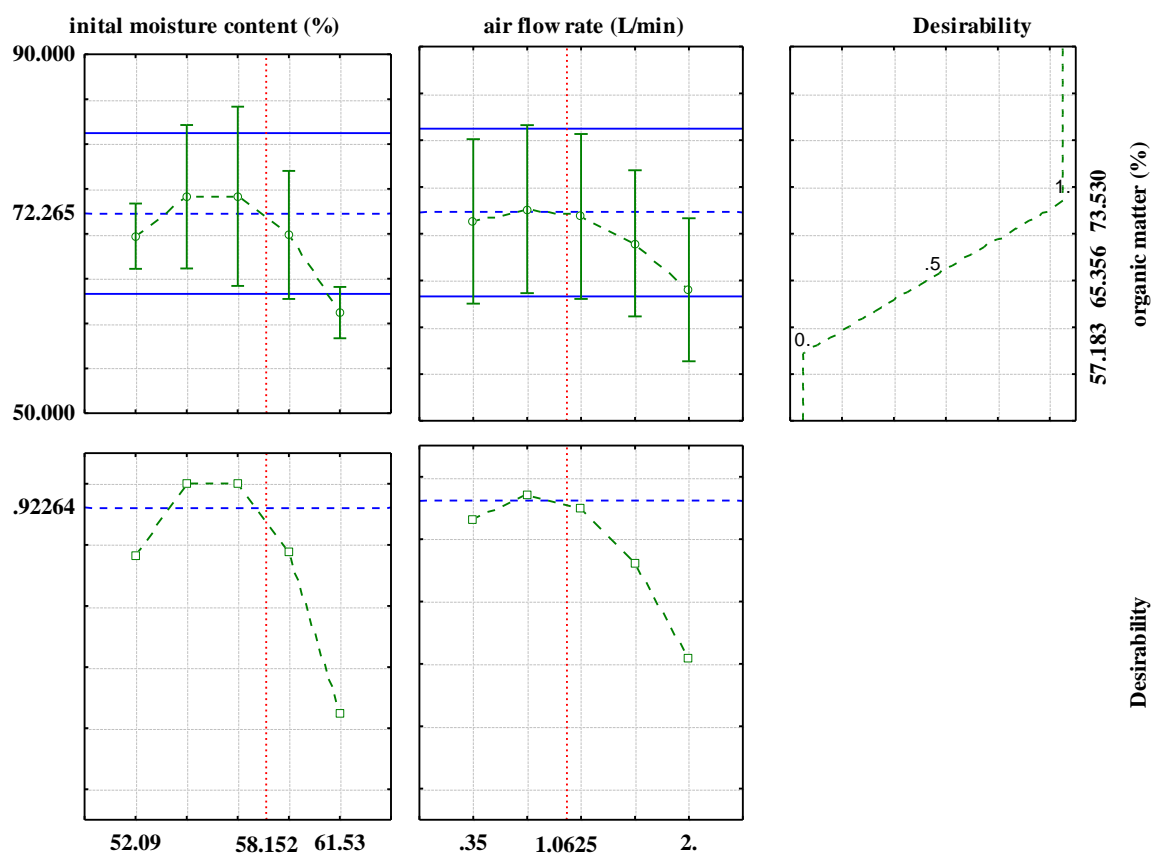 inital moisture content (%)
air flow rate (L/min)
Desirability
90.000
72.265
50.000
1.
.5
0.
57.183 65.356 73.530
organic matter (%)
.92264
Desirability
52.09 58.152 61.53
.35 1.0625 2.